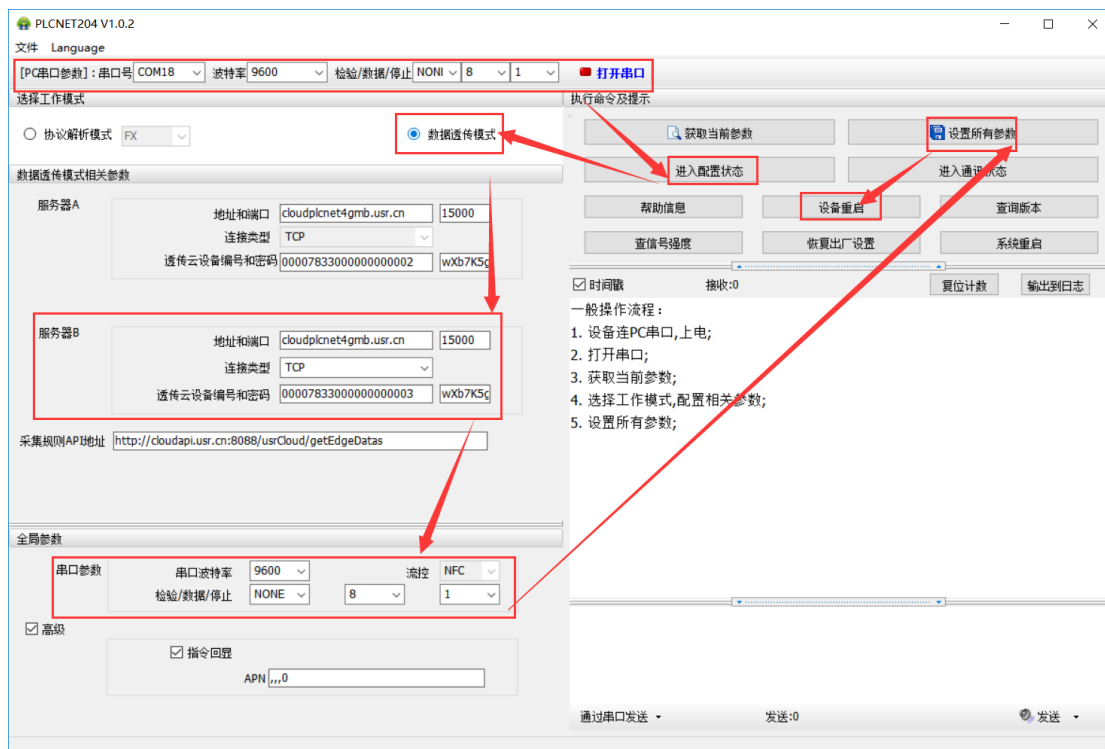 PLCNET204 V1.0.2
文件 Language
[PC串口参数]：串口号 COM18 波特率 9600 检验/数据/停止 NONI 8 1 打开串口
选择工作模式
协议解析模式 FX 数据透传模式
数据透传模式相关参数
服务器A
地址和端口 cloudplcnet4gmb.usr.cn 15000
连接类型 TCP
透传云设备编号和密码 00007833000000000002 wXb7K5g
服务器B
地址和端口 cloudplcnet4gmb.usr.cn 15000
连接类型 TCP
透传云设备编号和密码 00007833000000000003 wXb7K5g
采集规则API地址 http://cloudapi.usr.cn:8088/usrCloud/getEdgeDatas
全局参数
串口参数 串口波特率 9600 流控 NFC
检验/数据/停止 NONE 8 1
高级
指令回显
APN ,,,0
执行命令及提示
获取当前参数 设置所有参数
进入配置状态 进入通讯状态
帮助信息 设备重启 查询版本
查信号强度 恢复出厂设置 系统重启
时间戳 接收:0 复位计数 输出到日志
一般操作流程：
1. 设备连PC串口,上电;
2. 打开串口;
3. 获取当前参数;
4. 选择工作模式,配置相关参数;
5. 设置所有参数;
通过串口发送 发送:0 发送